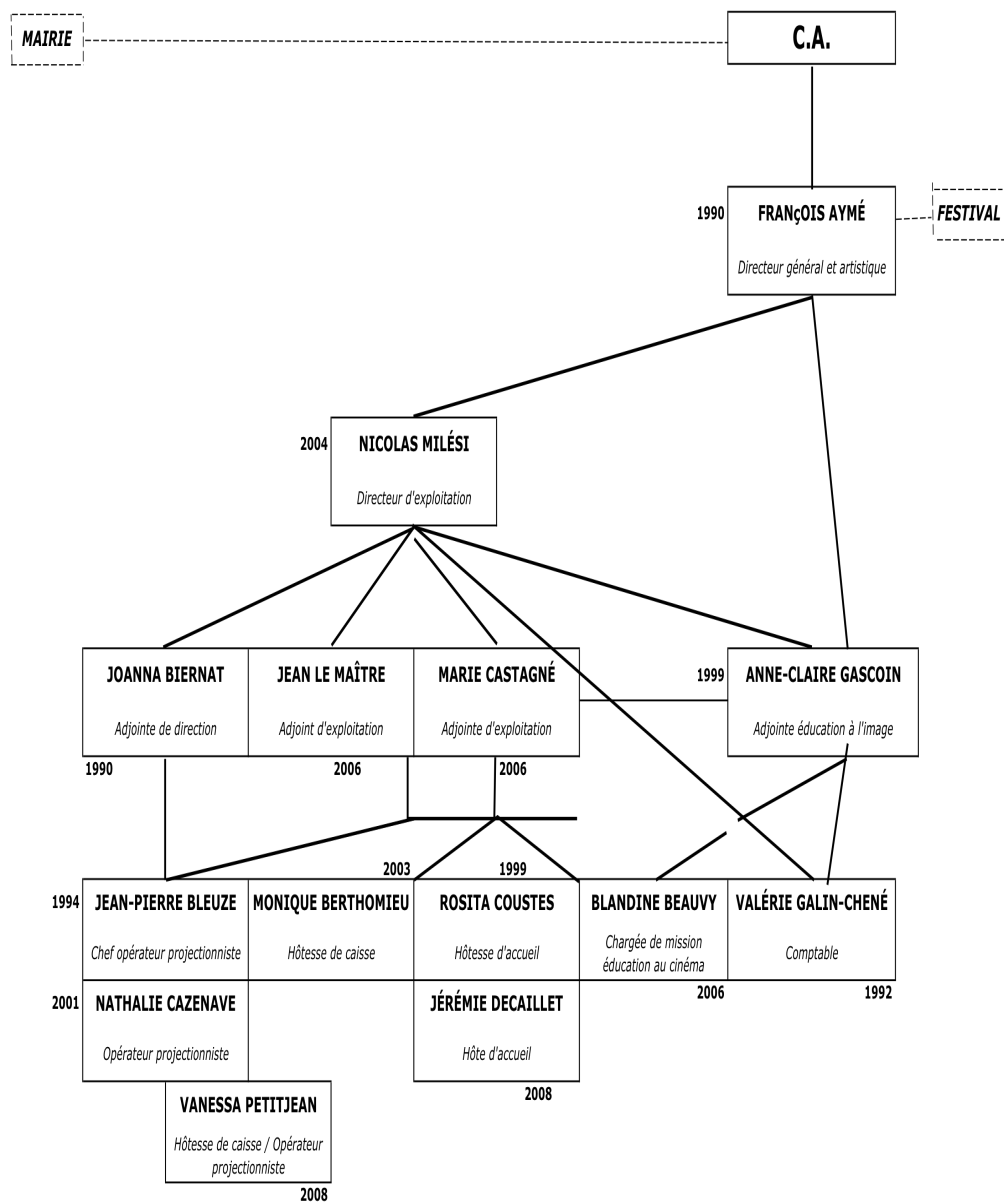 MAIRIE
C.A.
1990
FRANçOIS AYMÉ
FESTIVAL
Directeur général et artistique
2004
NICOLAS MILÉSI
Directeur d'exploitation
JOANNA BIERNAT
JEAN LE MAÎTRE
MARIE CASTAGNÉ
1999
ANNE-CLAIRE GASCOIN
Adjointe de direction
Adjoint d'exploitation
Adjointe d'exploitation
Adjointe éducation à l'image
1990
2006
2006
2003
1999
1994
JEAN-PIERRE BLEUZE
MONIQUE BERTHOMIEU
ROSITA COUSTES
BLANDINE BEAUVY
VALÉRIE GALIN-CHENÉ
Chef opérateur projectionniste
Hôtesse de caisse
Hôtesse d'accueil
Chargée de mission
éducation au cinéma
Comptable
2006
1992
2001
NATHALIE CAZENAVE
JÉRÉMIE DECAILLET
Opérateur projectionniste
Hôte d'accueil
2008
VANESSA PETITJEAN
Hôtesse de caisse / Opérateur
projectionniste
2008